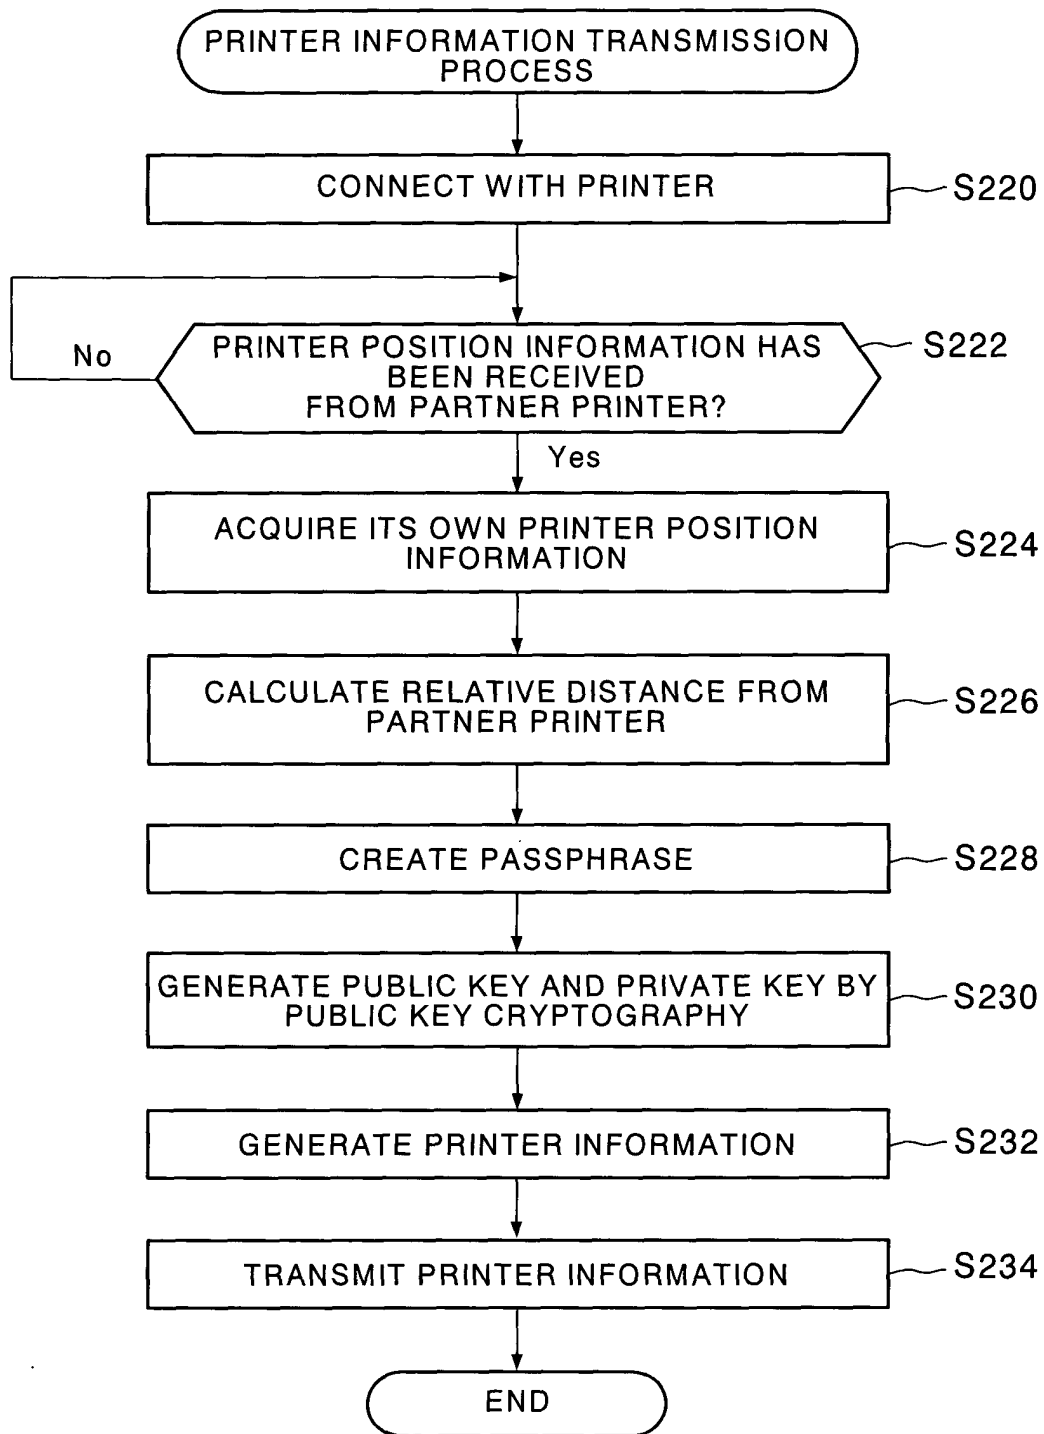 PRINTER INFORMATION TRANSMISSION
PROCESS
CONNECT WITH PRINTER
S220
PRINTER POSITION INFORMATION HAS
BEEN RECEIVED
FROM PARTNER PRINTER?
S222
No
Yes
ACQUIRE ITS OWN PRINTER POSITION
INFORMATION
S224
CALCULATE RELATIVE DISTANCE FROM
PARTNER PRINTER
S226
CREATE PASSPHRASE
S228
GENERATE PUBLIC KEY AND PRIVATE KEY BY
PUBLIC KEY CRYPTOGRAPHY
S230
GENERATE PRINTER INFORMATION
S232
TRANSMIT PRINTER INFORMATION
S234
END